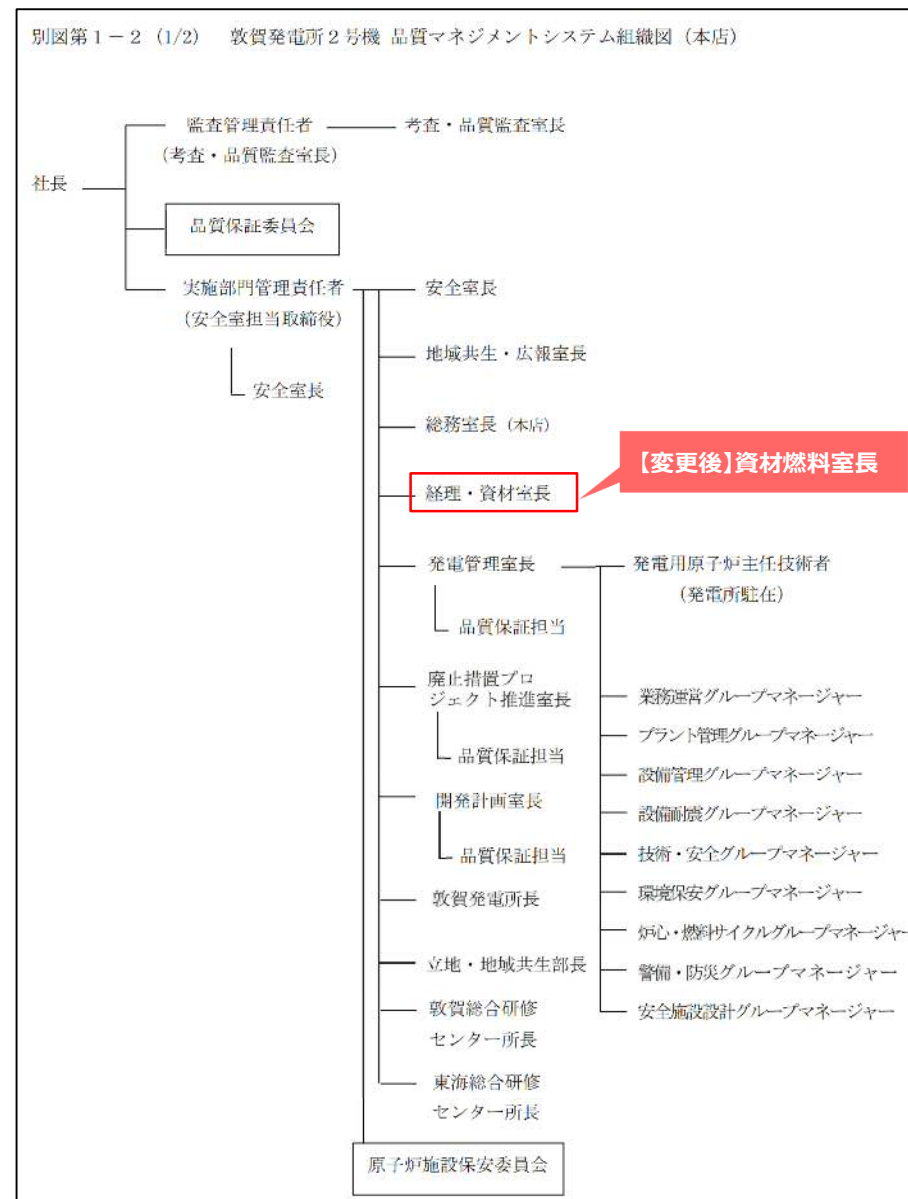 別図第1－2（1/2） 敦賀発電所2号機 品質マネジメントシステム組織図（本店）
監査管理責任者
考査・品質監査室長
（考査・品質監査室長）
社長
品質保証委員会
実施部門管理責任者
（安全室担当取締役）
安全室長
安全室長
地域共生・広報室長
総務室長（本店）
【変更後】資材燃料室長
経理・資材室長
発電管理室長
品質保証担当
発電用原子炉主任技術者
（発電所駐在）
廃止措置プロ
ジェクト推進室長
品質保証担当
開発計画室長
品質保証担当
敦賀発電所長
立地・地域共生部長
敦賀総合研修
センター所長
東海総合研修
センター所長
業務運営グループマネージャー
プラント管理グループマネージャー
設備管理グループマネージャー
設備耐震グループマネージャー
技術・安全グループマネージャー
環境保安グループマネージャー
炉心・燃料サイクルグループマネージャー
警備・防災グループマネージャー
安全施設設計グループマネージャー
原子炉施設保安委員会